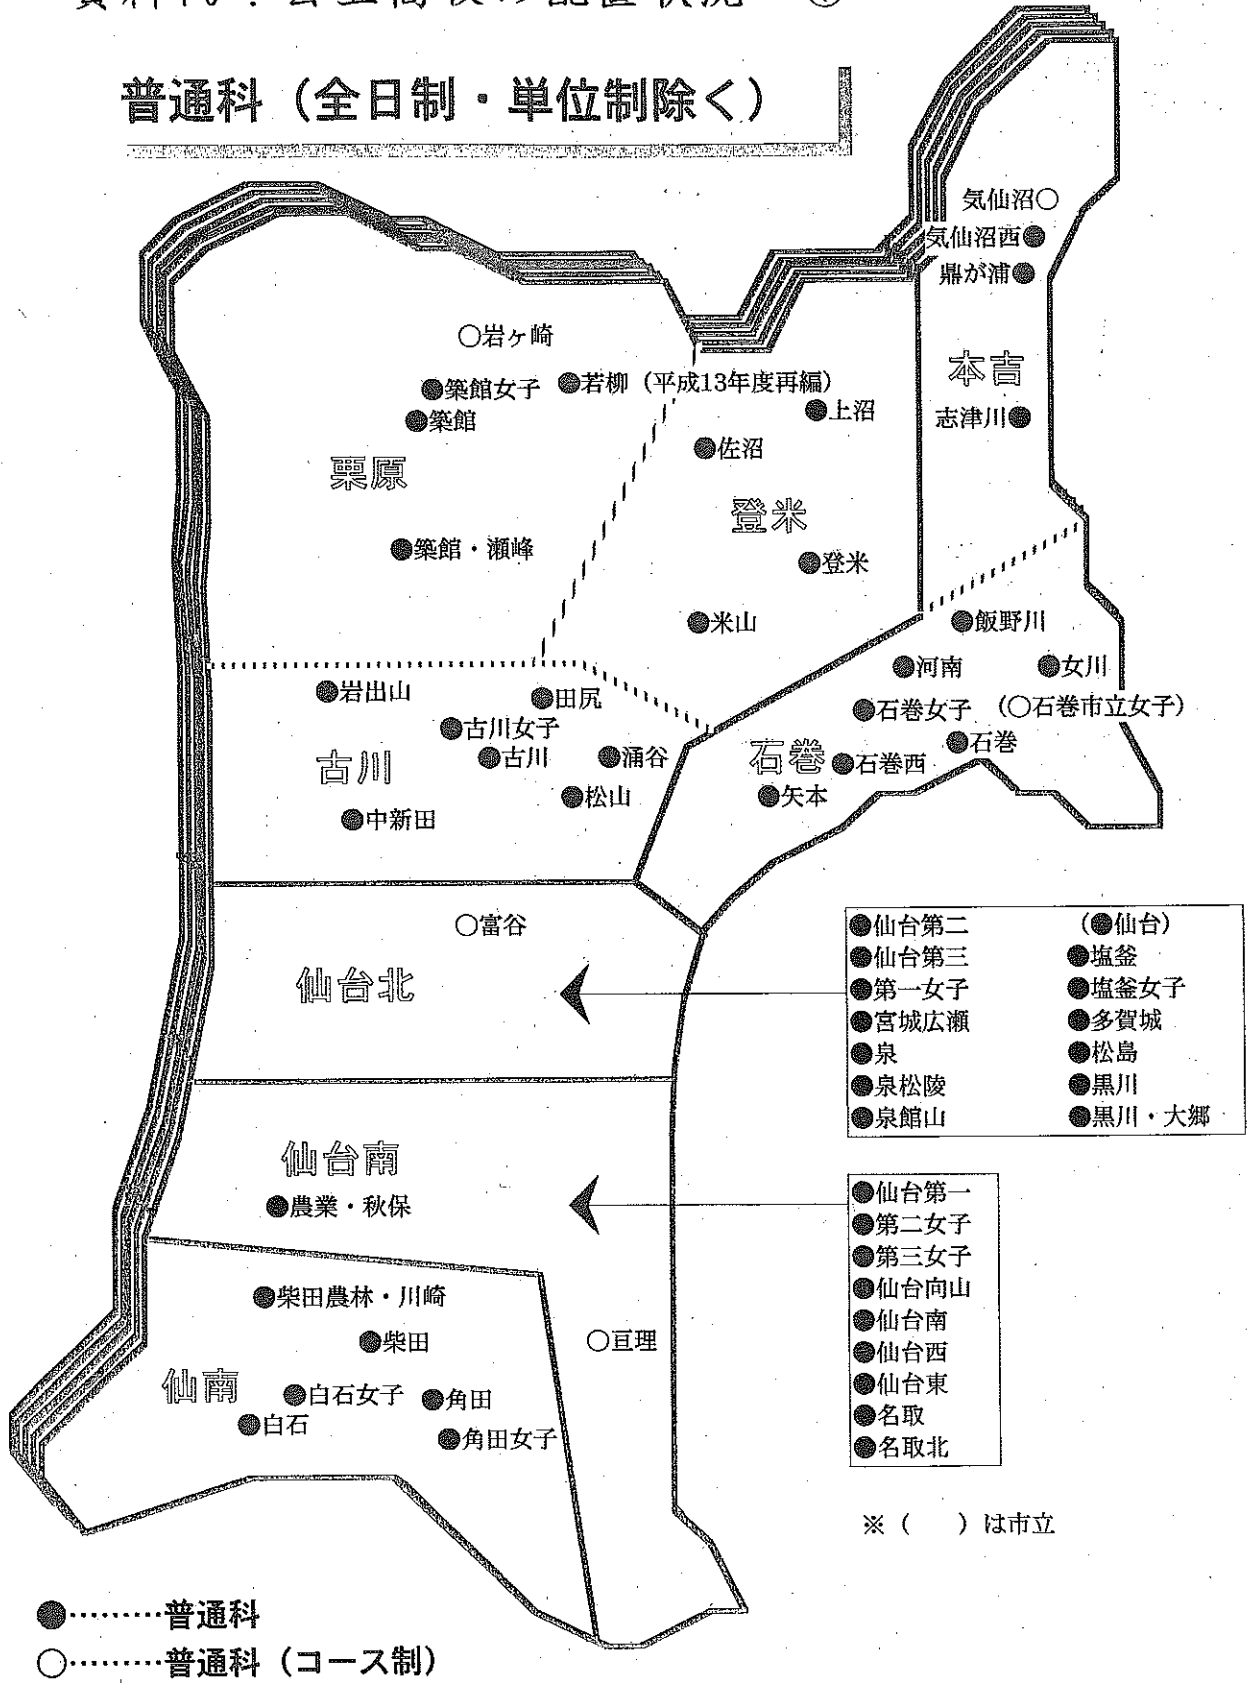 普通科（全日制・単位制除く）
気仙沼○
気仙沼西●
鼎が浦●
本吉
志津川●
○岩ヶ崎
●築館女子
●若柳（平成13年度再編）
●築館
●上沼
●佐沼
栗原
登米
●築館・瀬峰
●登米
●米山
●飯野川
●河南
●女川
●石巻女子
（○石巻市立女子）
●石巻
石巻
●石巻西
●矢本
●岩出山
●田尻
●古川女子
●古川
●涌谷
古川
●松山
●中新田
○富谷
仙台北
●仙台第二
●仙台第三
●第一女子
●宮城広瀬
●泉
●泉松陵
●泉館山
（●仙台）
●塩釜
●塩釜女子
●多賀城
●松島
●黒川
●黒川・大郷
仙台南
●農業・秋保
●仙台第一
●第二女子
●第三女子
●仙台向山
●仙台南
●仙台西
●仙台東
●名取
●名取北
●柴田農林・川崎
●柴田
○亘理
仙南
●白石女子
●角田
●白石
●角田女子
※（　）は市立
●………普通科
○………普通科（コース制）